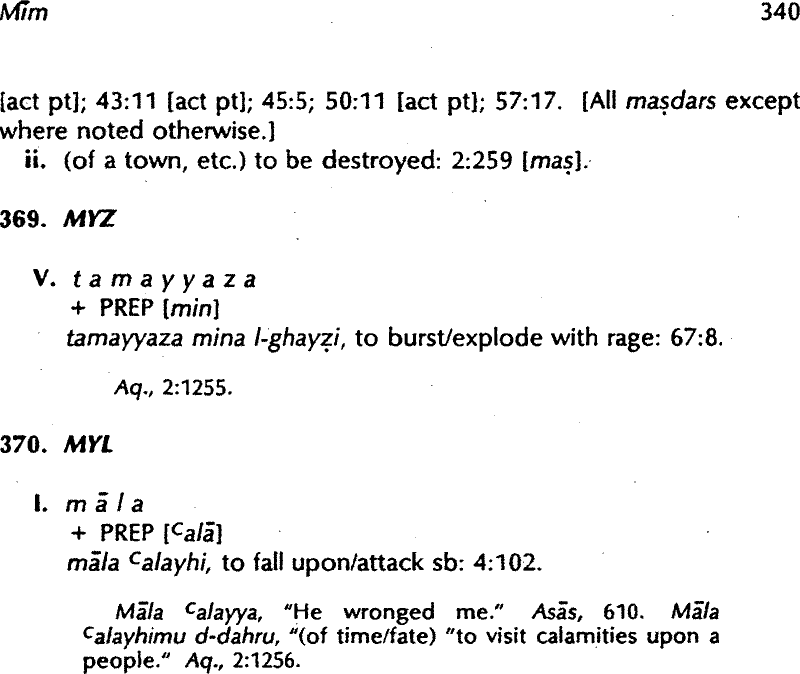 Mīm 340
[act pt]; 43:11 [act pt]; 45:5; 50:11 [act pt]; 57:17. [All maṣdars except
where noted otherwise.]
ii. (of a town, etc.) to be destroyed: 2:259 [maṣ].
369. MYZ
V. t a m a y y a z a
+ PREP [min]
tamayyaza mina l-ghayẓi, to burst/explode with rage: 67:8.
Aq., 2:1255.
370. MYL
I. m ā l a
+ PREP [ᶜalā]
māla ᶜalayhi, to fall upon/attack sb: 4:102.
Māla ᶜalayya, "He wronged me." Asās, 610. Māla
ᶜalayhimu d-dahru, "(of time/fate) "to visit calamities upon a
people." Aq., 2:1256.